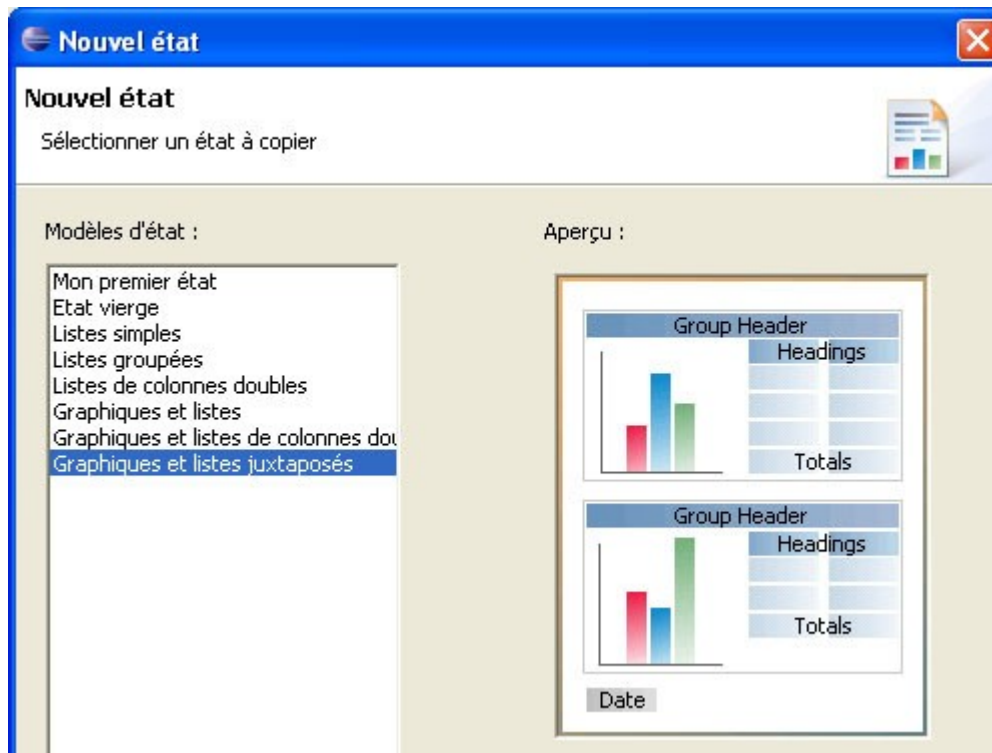 Nouvel état
Nouvel état
Sélectionner un état à copier
Modèles d'état :
Mon premier état
Etat vierge
Listes simples
Listes groupées
Listes de colonnes doubles
Graphiques et listes
Graphiques et listes de colonnes dou
Graphiques et listes juxtaposés
Aperçu :
Group Header
Headings
Totals
Group Header
Headings
Totals
Date